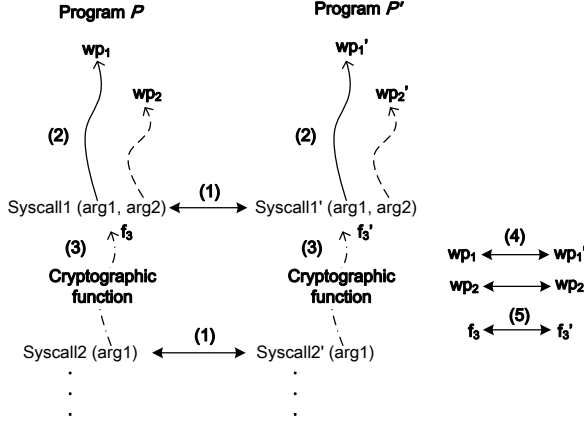 Program P Program P'
wp₁ wp₁'
wp₂ wp₂'
(2) (2)
Syscall1 (arg1, arg2) (1) Syscall1' (arg1, arg2)
(3) f₃ (3) f₃'
wp₁ (4) wp₁'
Cryptographic Cryptographic
function function
wp₂ wp₂
f₃ (5) f₃'
Syscall2 (arg1) (1) Syscall2' (arg1)